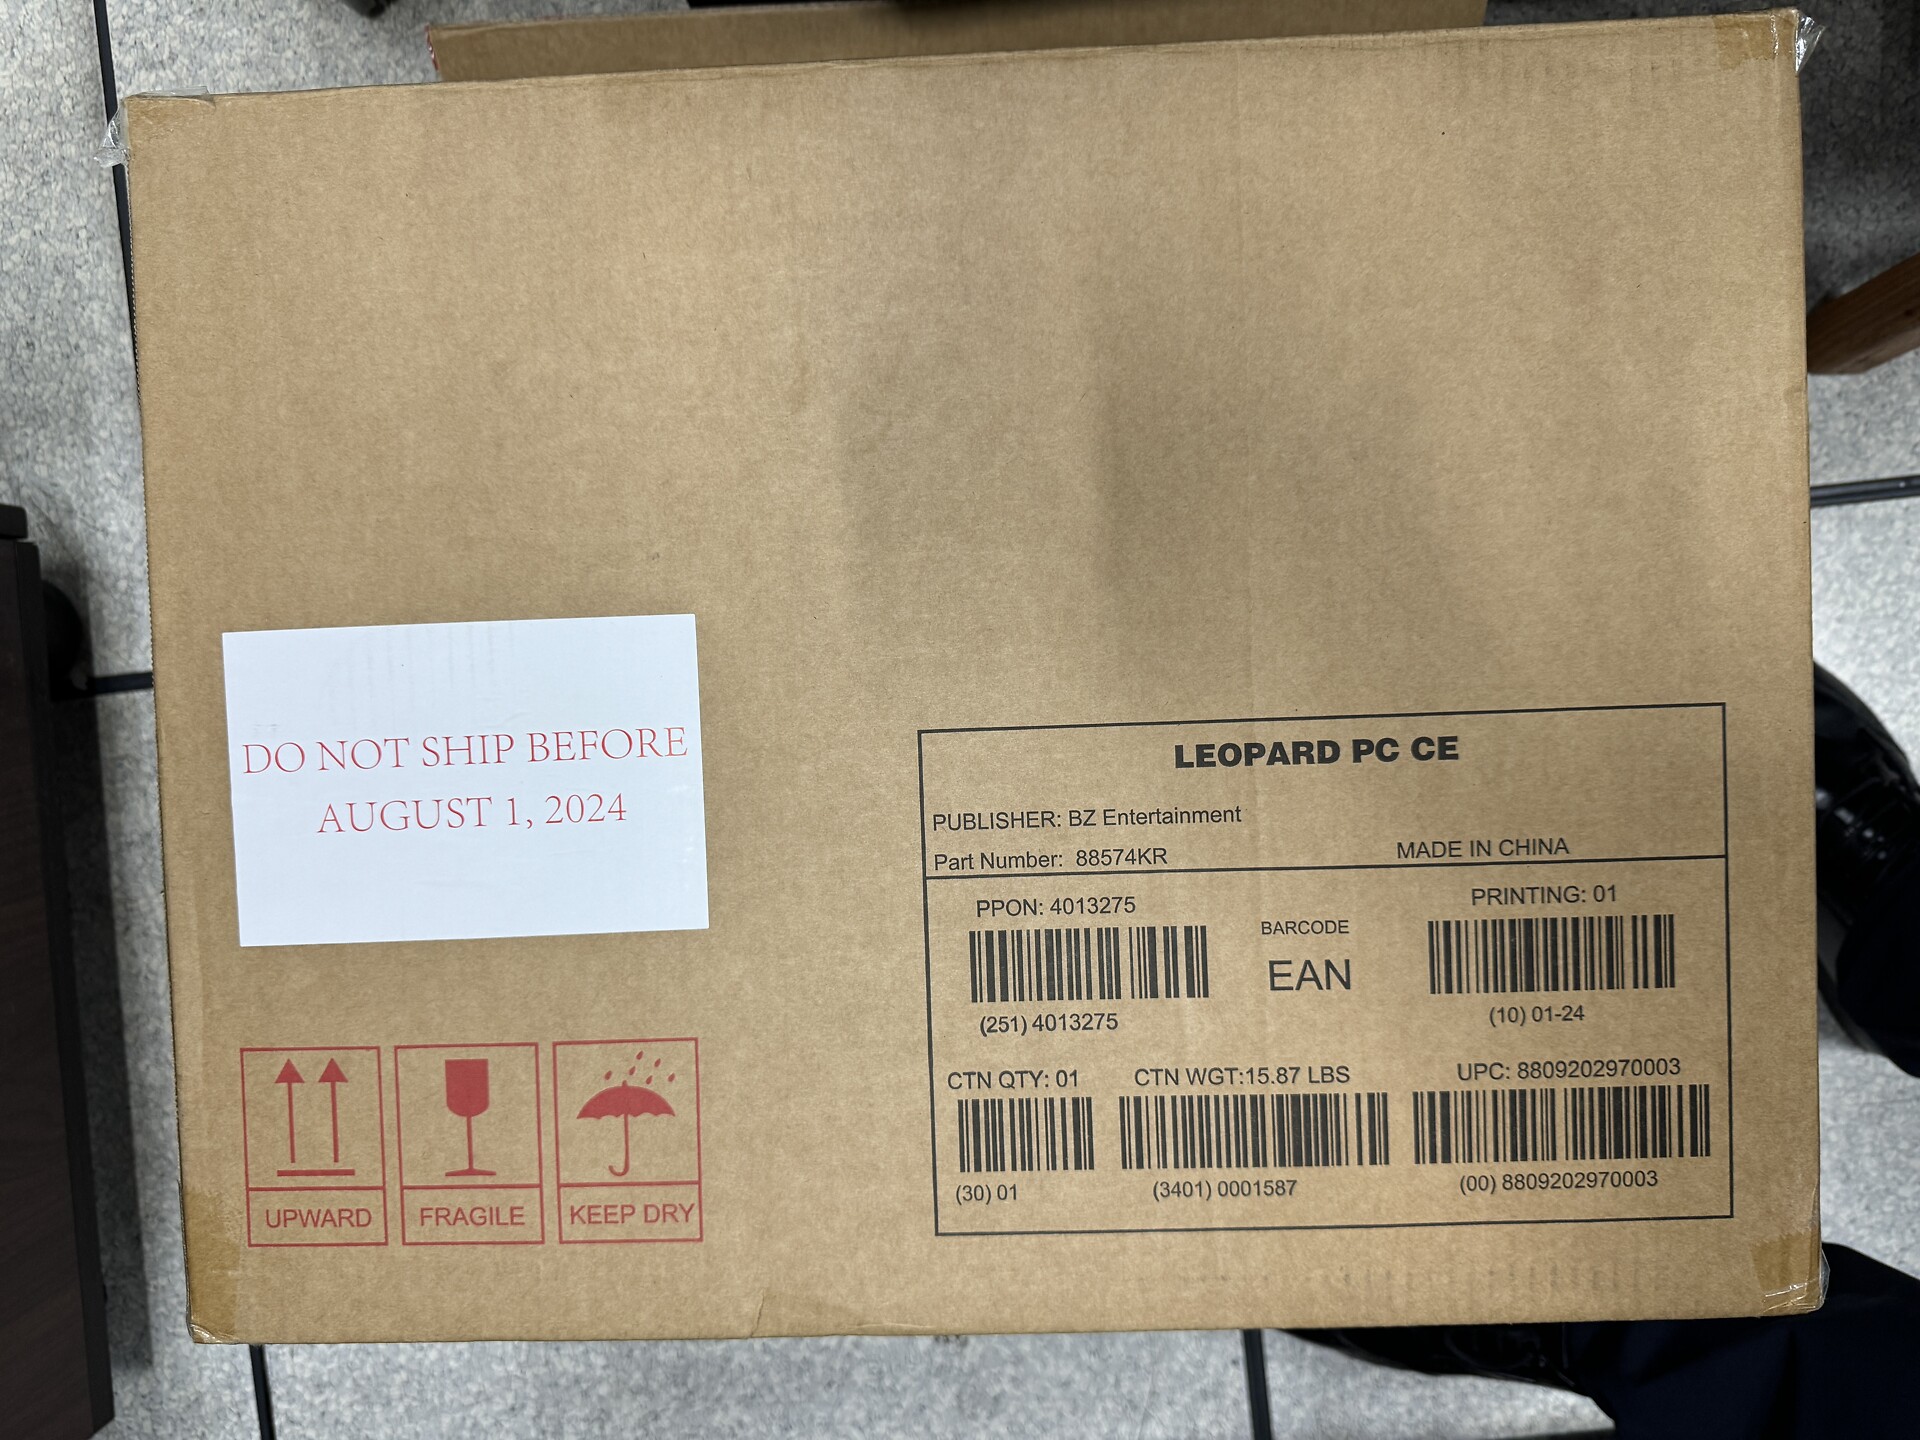 DO NOT SHIP BEFORE
AUGUST 1, 2024
UPWARD
FRAGILE
KEEP DRY
LEOPARD PC CE
PUBLISHER: BZ Entertainment
Part Number: 88574KR
MADE IN CHINA
PPON: 4013275
(251) 4013275
BARCODE
EAN
PRINTING: 01
(10) 01-24
CTN QTY: 01
(30) 01
CTN WGT:15.87 LBS
(3401) 0001587
UPC: 8809202970003
(00) 8809202970003